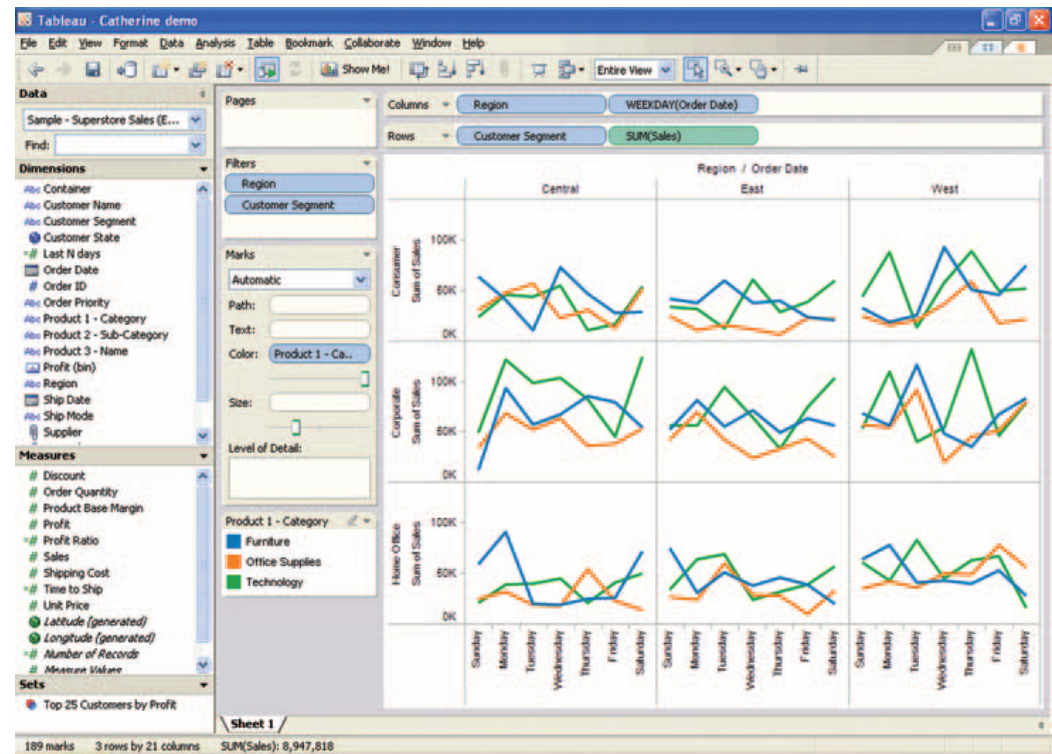 Tableau - Catherine demo
File Edit View Format Data Analysis Table Bookmark Collaborate Window Help
Show Me! Entire View
Data
Sample - Superstore Sales (E...
Find:
Dimensions
Abc Container
Abc Customer Name
Abc Customer Segment
Customer State
=# Last N days
Order Date
# Order ID
Abc Order Priority
Abc Product 1 - Category
Abc Product 2 - Sub-Category
Abc Product 3 - Name
Profit (bin)
Abc Region
Ship Date
Abc Ship Mode
Supplier
Measures
# Discount
# Order Quantity
# Product Base Margin
# Profit
=# Profit Ratio
# Sales
# Shipping Cost
=# Time to Ship
# Unit Price
Latitude (generated)
Longitude (generated)
=# Number of Records
# Measure Values
Sets
Top 25 Customers by Profit
Pages
Filters
Region
Customer Segment
Marks
Automatic
Path:
Text:
Color: Product 1 - Ca..
Size:
Level of Detail:
Product 1 - Category
Furniture
Office Supplies
Technology
Columns Region WEEKDAY(Order Date)
Rows Customer Segment SUM(Sales)
Region / Order Date
Central East West
Consumer
Sum of Sales
100K
50K
0K
Corporate
Sum of Sales
100K
50K
0K
Home Office
Sum of Sales
100K
50K
0K
Sunday Monday Tuesday Wednesday Thursday Friday Saturday Sunday Monday Tuesday Wednesday Thursday Friday Saturday Sunday Monday Tuesday Wednesday Thursday Friday Saturday
Sheet 1
189 marks 3 rows by 21 columns SUM(Sales): 8,947,818